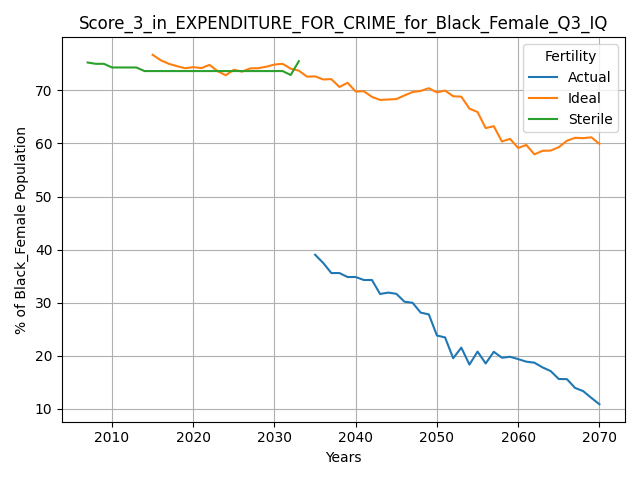 Score_3_in_EXPENDITURE_FOR_CRIME_for_Black_Female_Q3_IQ
Fertility
Actual
Ideal
Sterile
% of Black_Female Population
70
60
50
40
30
20
10
2010 2020 2030 2040 2050 2060 2070
Years